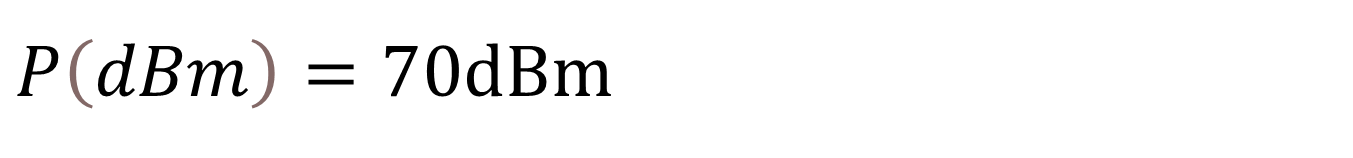 P(dBm) = 70dBm